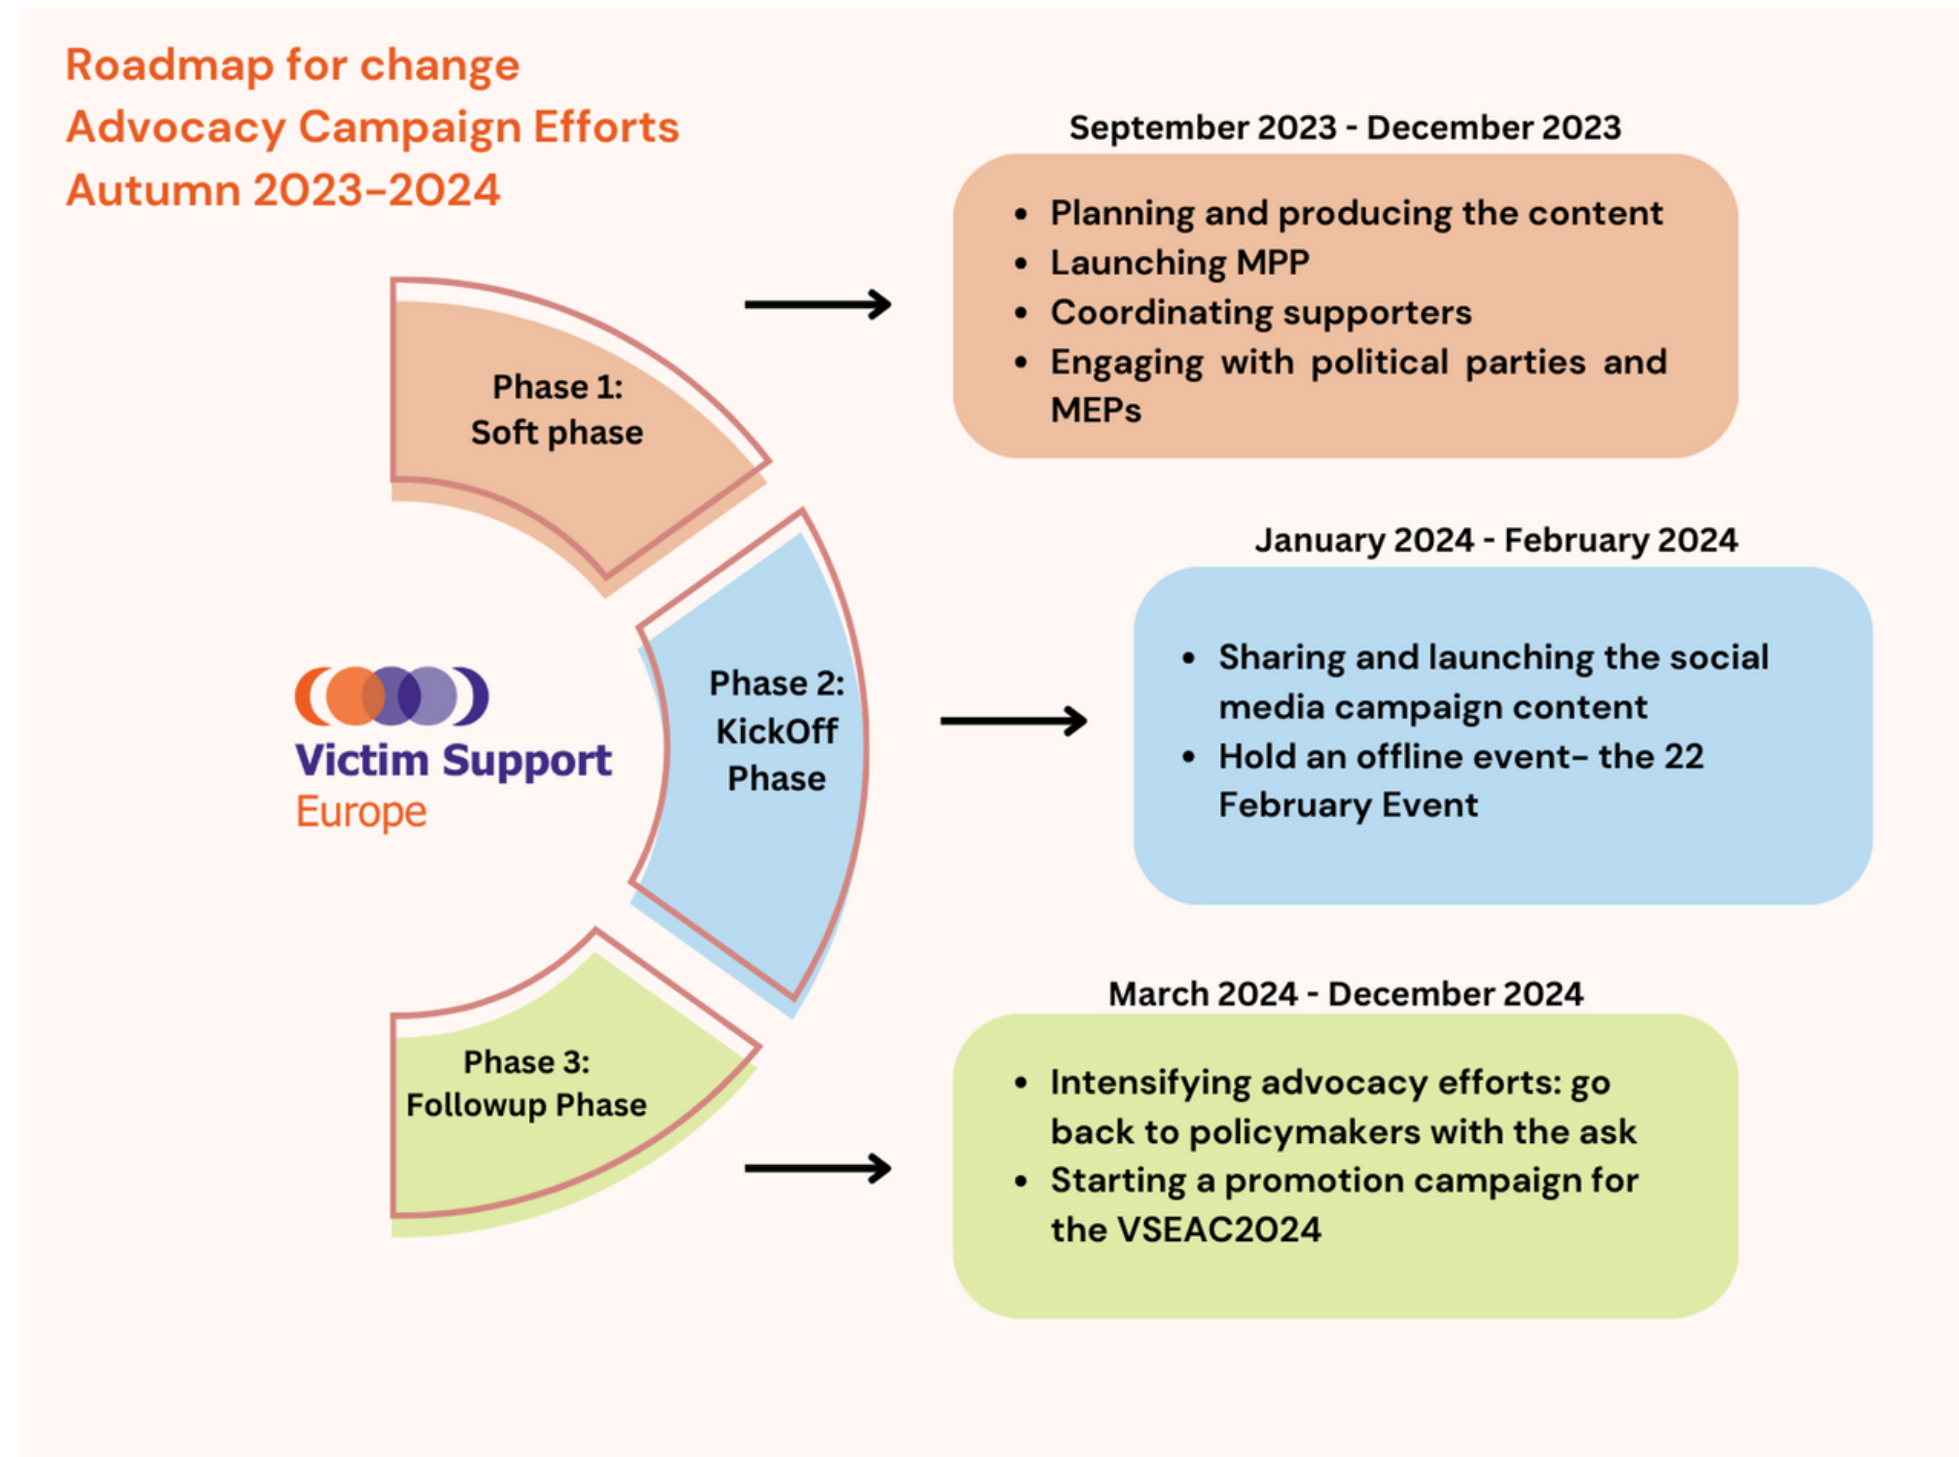 Roadmap for change
Advocacy Campaign Efforts
Autumn 2023-2024
Phase 1:
Soft phase
September 2023 - December 2023
• Planning and producing the content
• Launching MPP
• Coordinating supporters
• Engaging with political parties and
MEPs
Victim Support
Europe
Phase 2:
KickOff
Phase
January 2024 - February 2024
• Sharing and launching the social
media campaign content
• Hold an offline event- the 22
February Event
Phase 3:
Followup Phase
March 2024 - December 2024
• Intensifying advocacy efforts: go
back to policymakers with the ask
• Starting a promotion campaign for
the VSEAC2024